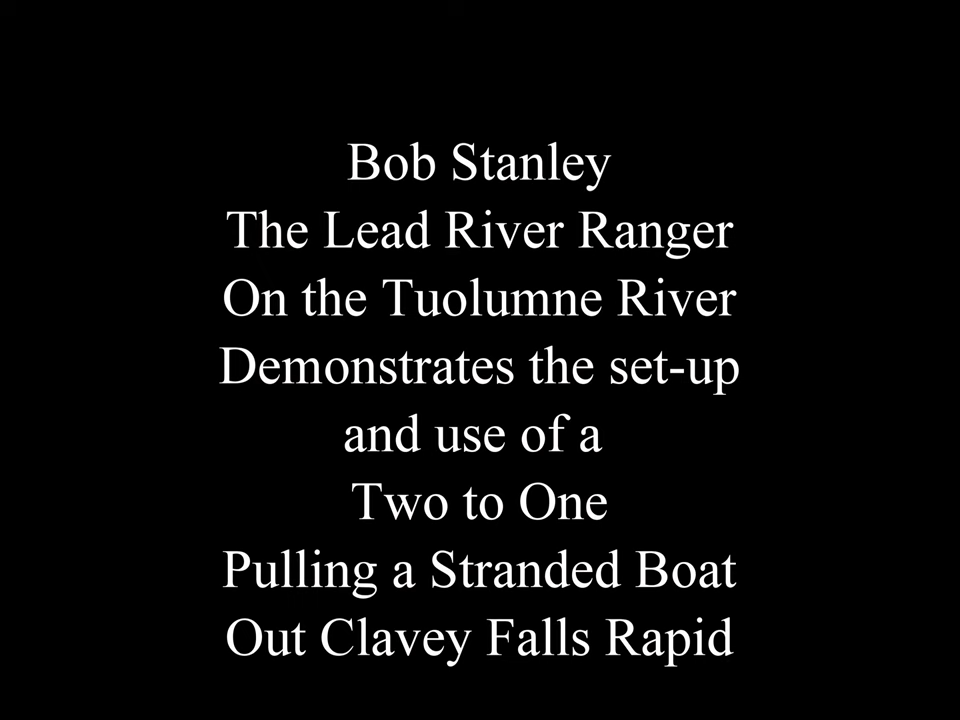 Bob Stanley
The Lead River Ranger
On the Tuolumne River
Demonstrates the set-up
and use of a
Two to One
Pulling a Stranded Boat
Out Clavey Falls Rapid